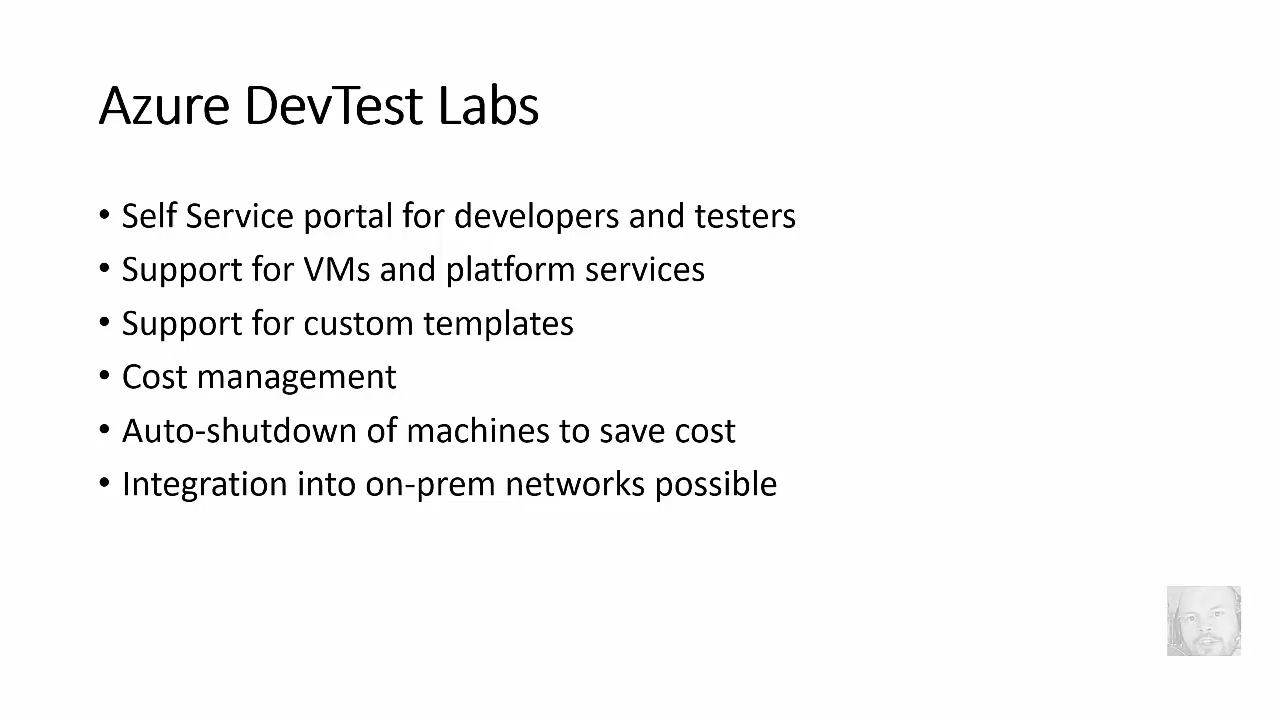 Azure DevTest Labs
• Self Service portal for developers and testers
• Support for VMs and platform services
• Support for custom templates
• Cost management
• Auto-shutdown of machines to save cost
• Integration into on-prem networks possible